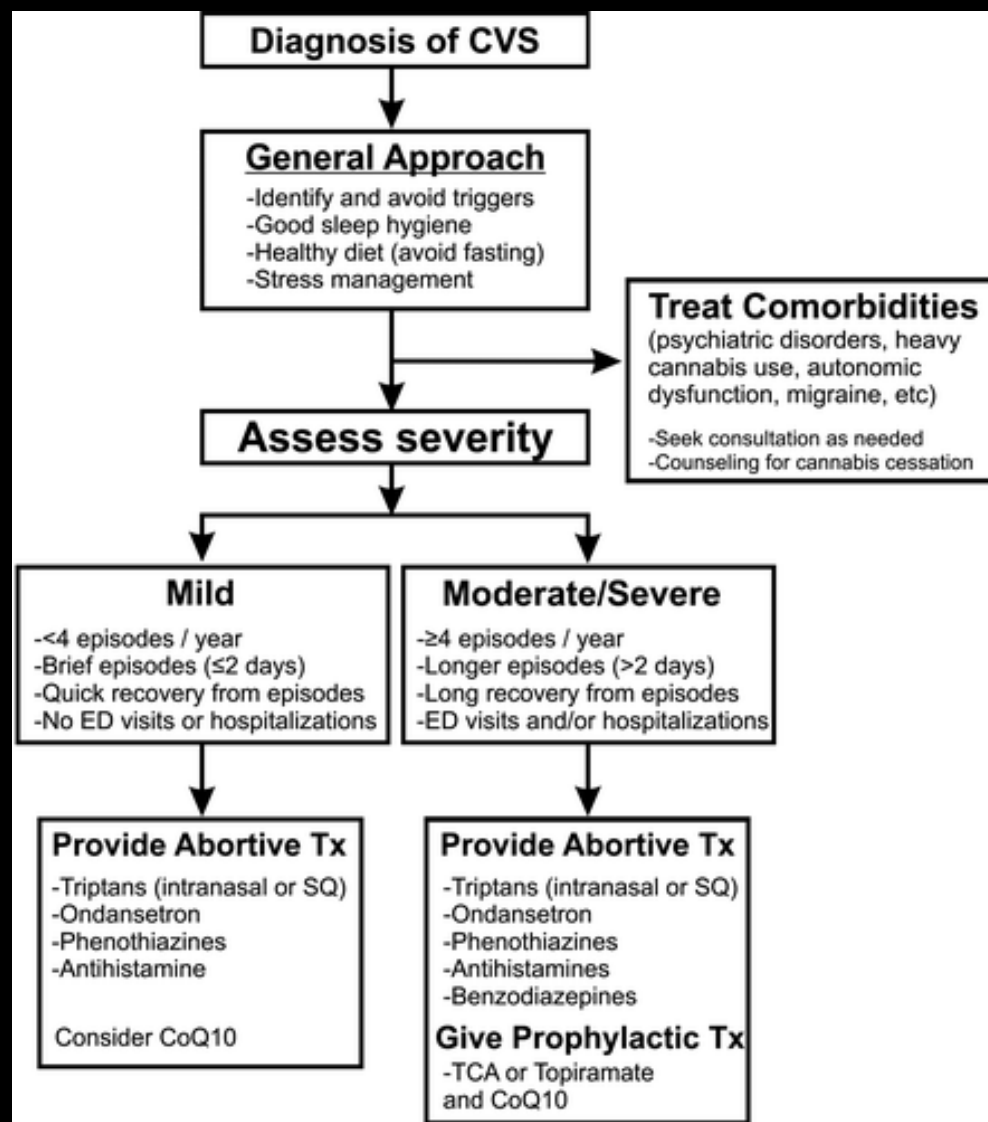 Diagnosis of CVS
General Approach
-Identify and avoid triggers
-Good sleep hygiene
-Healthy diet (avoid fasting)
-Stress management
Treat Comorbidities
(psychiatric disorders, heavy
cannabis use, autonomic
dysfunction, migraine, etc)
-Seek consultation as needed
-Counseling for cannabis cessation
Assess severity
Mild
-<4 episodes / year
-Brief episodes (≤2 days)
-Quick recovery from episodes
-No ED visits or hospitalizations
Moderate/Severe
-≥4 episodes / year
-Longer episodes (>2 days)
-Long recovery from episodes
-ED visits and/or hospitalizations
Provide Abortive Tx
-Triptans (intranasal or SQ)
-Ondansetron
-Phenothiazines
-Antihistamine
Consider CoQ10
Provide Abortive Tx
-Triptans (intranasal or SQ)
-Ondansetron
-Phenothiazines
-Antihistamines
-Benzodiazepines
Give Prophylactic Tx
-TCA or Topiramate
and CoQ10